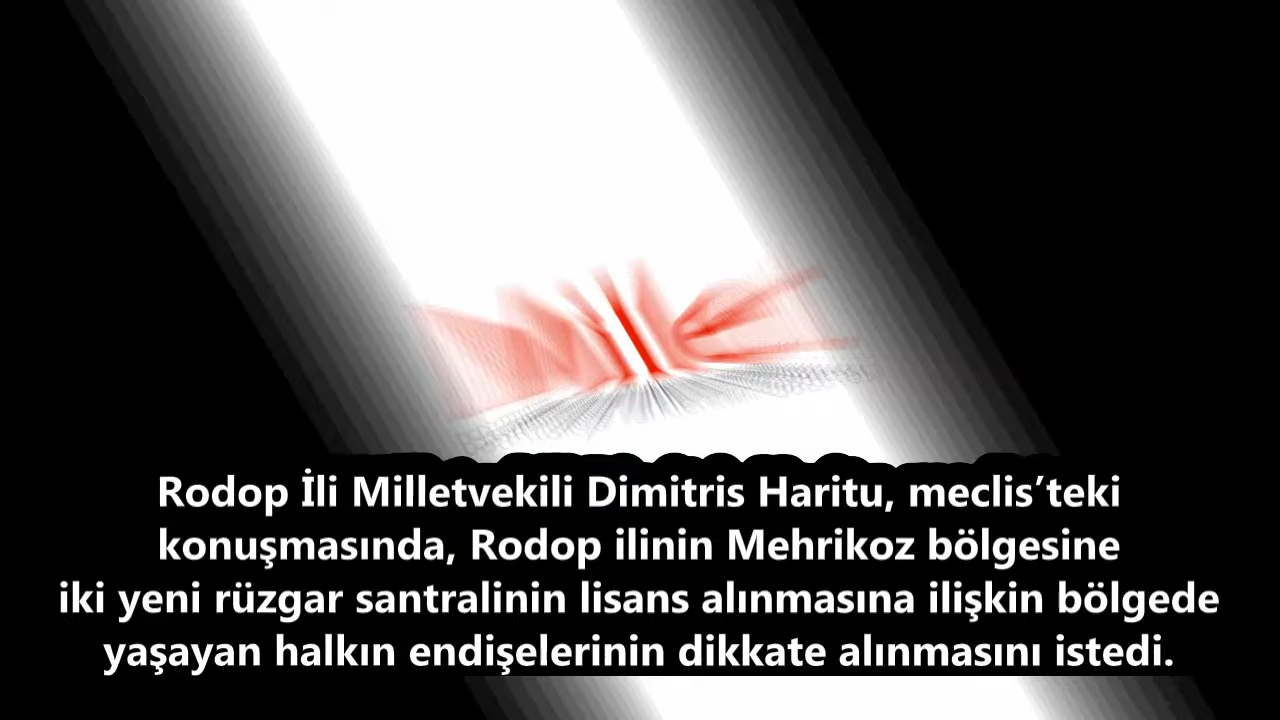 Rodop İli Milletvekili Dimitris Haritu, meclis’teki
konuşmasında, Rodop ilinin Mehrikoz bölgesine
iki yeni rüzgar santralinin lisans alınmasına ilişkin bölgede
yaşayan halkın endişelerinin dikkate alınmasını istedi.